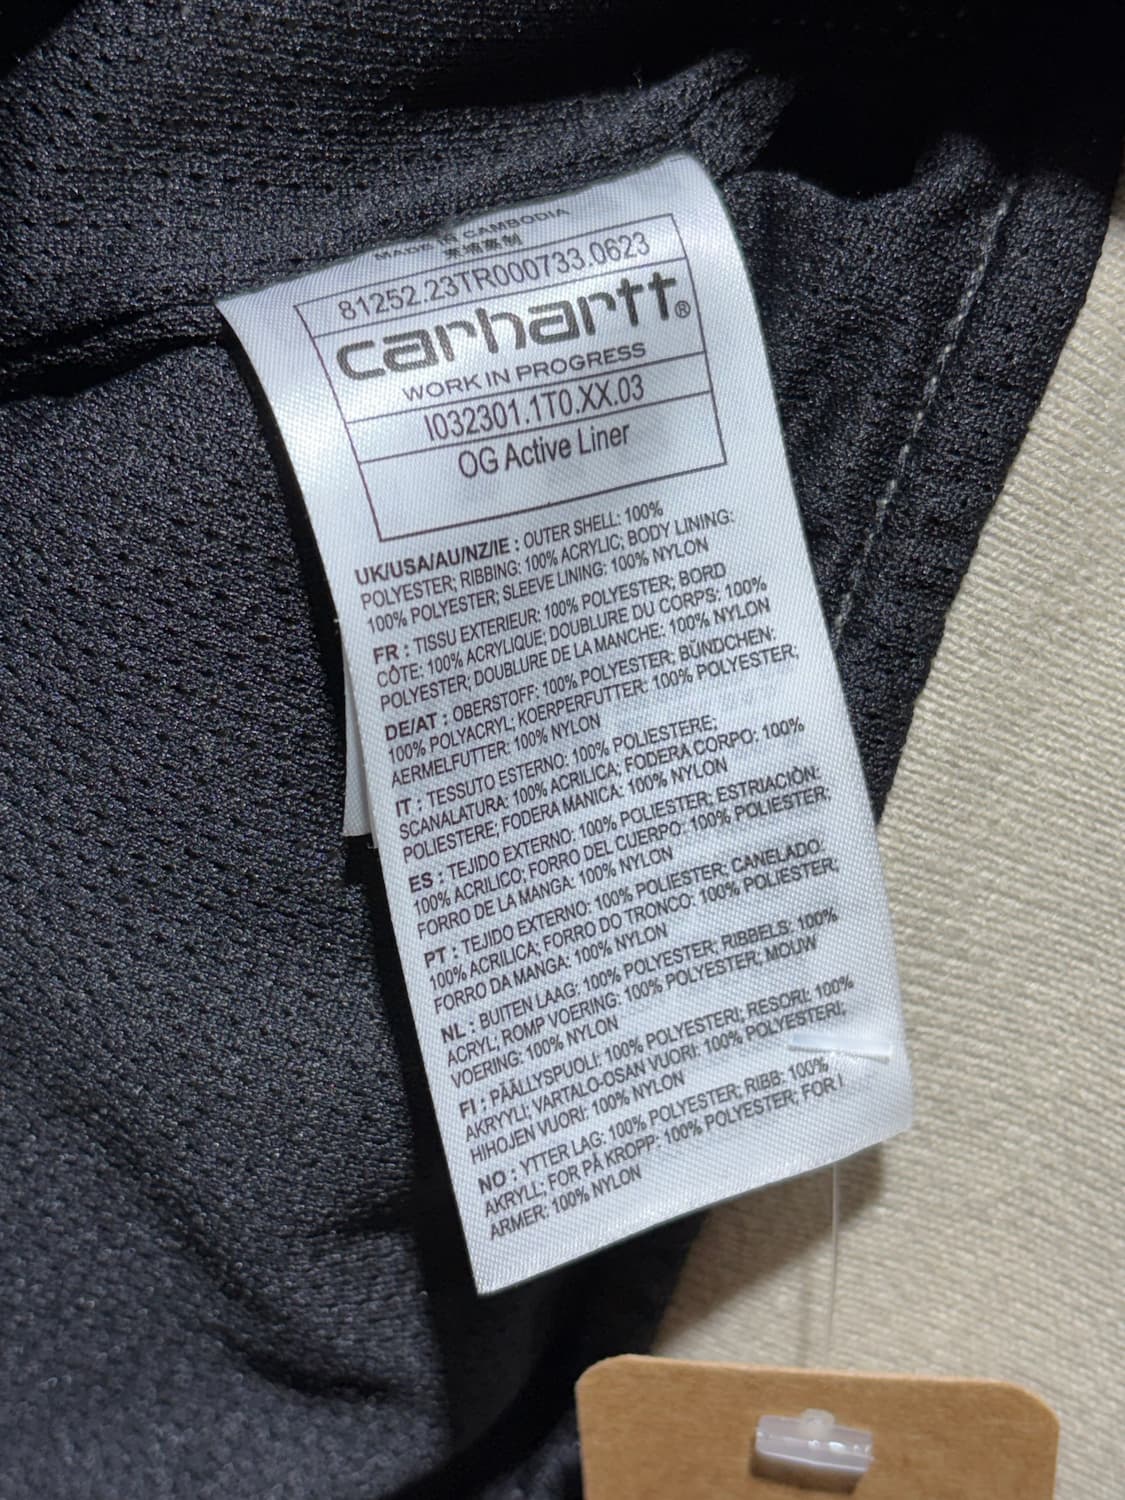 MADE IN CAMBODIA
柬埔寨制
81252.23TR000733.0623
carhartt®
WORK IN PROGRESS
I032301.1T0.XX.03
OG Active Liner
UK/USA/AU/NZ/IE : OUTER SHELL: 100%
POLYESTER; RIBBING: 100% ACRYLIC; BODY LINING:
100% POLYESTER; SLEEVE LINING: 100% NYLON
FR : TISSU EXTERIEUR: 100% POLYESTER; BORD
CÔTE: 100% ACRYLIQUE; DOUBLURE DU CORPS: 100%
POLYESTER; DOUBLURE DE LA MANCHE: 100% NYLON
DE/AT : OBERSTOFF: 100% POLYESTER; BÜNDCHEN:
100% POLYACRYL; KOERPERFUTTER: 100% POLYESTER;
AERMELFUTTER: 100% NYLON
IT : TESSUTO ESTERNO: 100% POLIESTERE;
SCANALATURA: 100% ACRILICA; FODERA CORPO: 100%
POLIESTERE; FODERA MANICA: 100% NYLON
ES : TEJIDO EXTERNO: 100% POLIESTER; ESTRIACIÒN:
100% ACRILICO; FORRO DEL CUERPO: 100% POLIESTER;
FORRO DE LA MANGA: 100% NYLON
PT : TEJIDO EXTERNO: 100% POLIESTER; CANELADO:
100% ACRILICA; FORRO DO TRONCO: 100% POLIESTER;
FORRO DA MANGA: 100% NYLON
NL : BUITEN LAAG: 100% POLYESTER; RIBBELS: 100%
ACRYL; ROMP VOERING: 100% POLYESTER; MOUW
VOERING: 100% NYLON
FI : PÄÄLLYSPUOLI: 100% POLYESTERI; RESORI: 100%
AKRYYLI; VARTALO-OSAN VUORI: 100% POLYESTERI;
HIHOJEN VUORI: 100% NYLON
NO : YTTER LAG: 100% POLYESTER; RIBB: 100%
AKRYLL; FOR PÅ KROPP: 100% POLYESTER; FOR I
ARMER: 100% NYLON